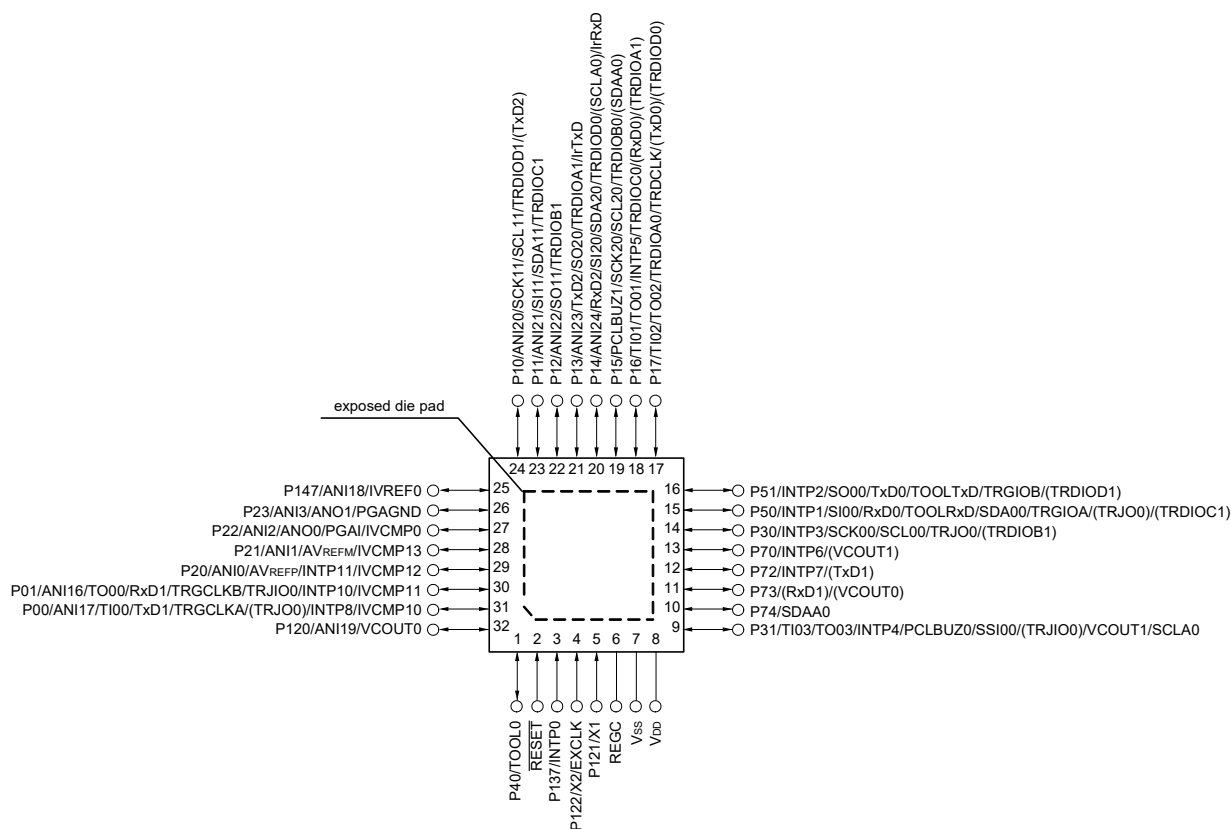 P10/ANI20/SCK11/SCL11/TRDIOD1/(TxD2)
P11/ANI21/SI11/SDA11/TRDIOC1
P12/ANI22/SO11/TRDIOB1
P13/ANI23/TxD2/SO20/TRDIOA1/IrTxD
P14/ANI24/RxD2/SI20/SDA20/TRDIOD0/(SCLA0)/IrRxD
P15/PCLBUZ1/SCK20/SCL20/TRDIOB0/(SDAA0)
P16/TI01/TO01/INTP5/TRDIOC0/(RxD0)/(TRDIOA1)
P17/TI02/TO02/TRDIOA0/TRDCLK/(TxD0)/(TRDIOD0)
exposed die pad
24 23 22 21 20 19 18 17
P147/ANI18/IVREF0 25
P23/ANI3/ANO1/PGAGND 26
P22/ANI2/ANO0/PGAI/IVCMP0 27
P21/ANI1/AVREFM/IVCMP13 28
P20/ANI0/AVREFP/INTP11/IVCMP12 29
P01/ANI16/TO00/RxD1/TRGCLKB/TRJIO0/INTP10/IVCMP11 30
P00/ANI17/TI00/TxD1/TRGCLKA/(TRJO0)/INTP8/IVCMP10 31
P120/ANI19/VCOUT0 32
16 P51/INTP2/SO00/TxD0/TOOLTxD/TRGIOB/(TRDIOD1)
15 P50/INTP1/SI00/RxD0/TOOLRxD/SDA00/TRGIOA/(TRJO0)/(TRDIOC1)
14 P30/INTP3/SCK00/SCL00/TRJO0/(TRDIOB1)
13 P70/INTP6/(VCOUT1)
12 P72/INTP7/(TxD1)
11 P73/(RxD1)/(VCOUT0)
10 P74/SDAA0
9 P31/TI03/TO03/INTP4/PCLBUZ0/SSI00/(TRJIO0)/VCOUT1/SCLA0
1 2 3 4 5 6 7 8
P40/TOOL0
RESET
P137/INTP0
P122/X2/EXCLK
P121/X1
REGC
VSS
VDD